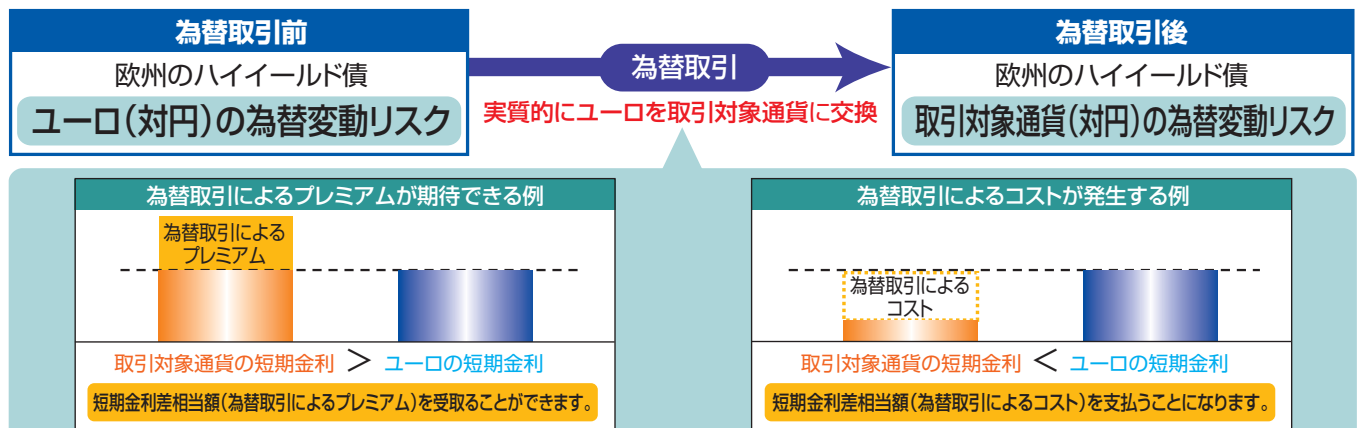 為替取引前
欧州のハイイールド債
ユーロ(対円)の為替変動リスク
為替取引
実質的にユーロを取引対象通貨に交換
為替取引後
欧州のハイイールド債
取引対象通貨(対円)の為替変動リスク
為替取引によるプレミアムが期待できる例
為替取引による
プレミアム
取引対象通貨の短期金利 > ユーロの短期金利
短期金利差相当額(為替取引によるプレミアム)を受取ることができます。
為替取引によるコストが発生する例
為替取引による
コスト
取引対象通貨の短期金利 < ユーロの短期金利
短期金利差相当額(為替取引によるコスト)を支払うことになります。